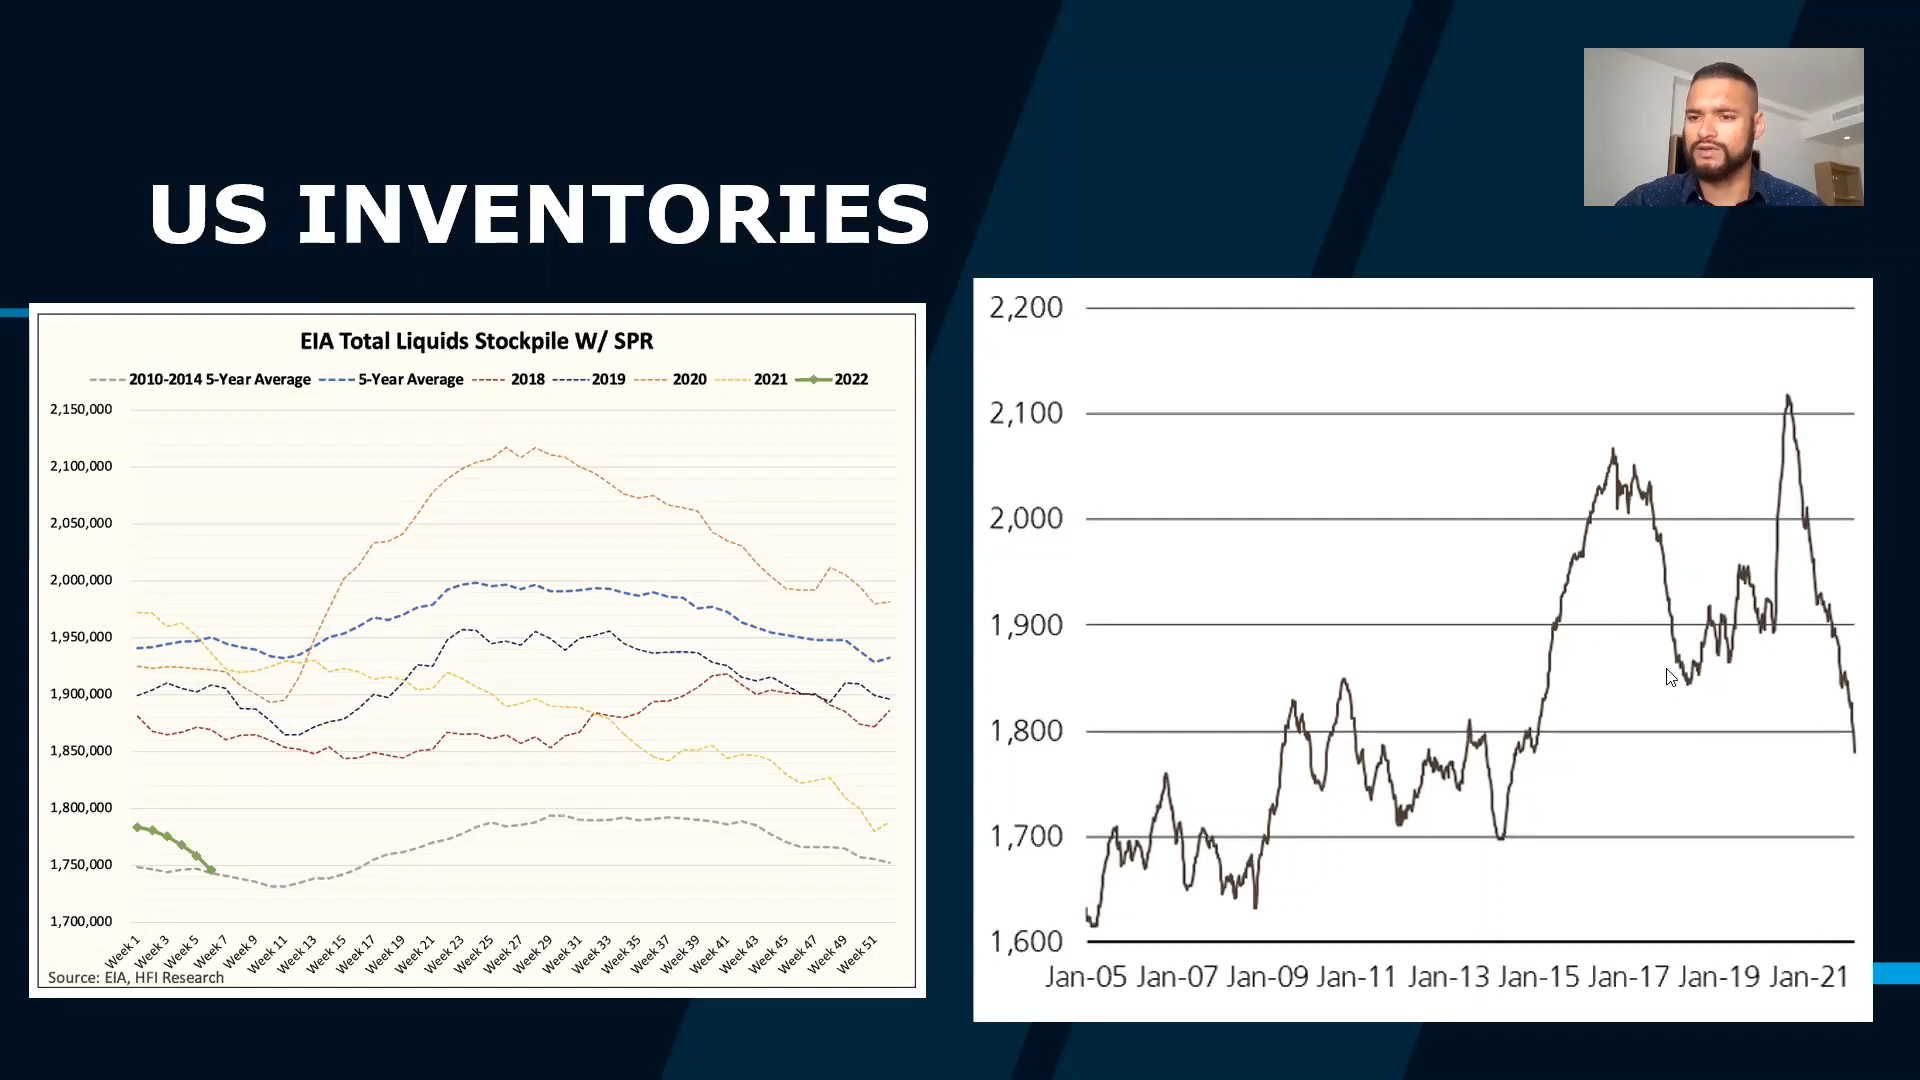 US INVENTORIES
EIA Total Liquids Stockpile W/ SPR
2010-2014 5-Year Average 5-Year Average 2018 2019 2020 2021 2022
2,150,000
2,100,000
2,050,000
2,000,000
1,950,000
1,900,000
1,850,000
1,800,000
1,750,000
1,700,000
Week 1 Week 3 Week 5 Week 7 Week 9 Week 11 Week 13 Week 15 Week 17 Week 19 Week 21 Week 23 Week 25 Week 27 Week 29 Week 31 Week 33 Week 35 Week 37 Week 39 Week 41 Week 43 Week 45 Week 47 Week 49 Week 51
Source: EIA, HFI Research
2,200
2,100
2,000
1,900
1,800
1,700
1,600
Jan-05 Jan-07 Jan-09 Jan-11 Jan-13 Jan-15 Jan-17 Jan-19 Jan-21